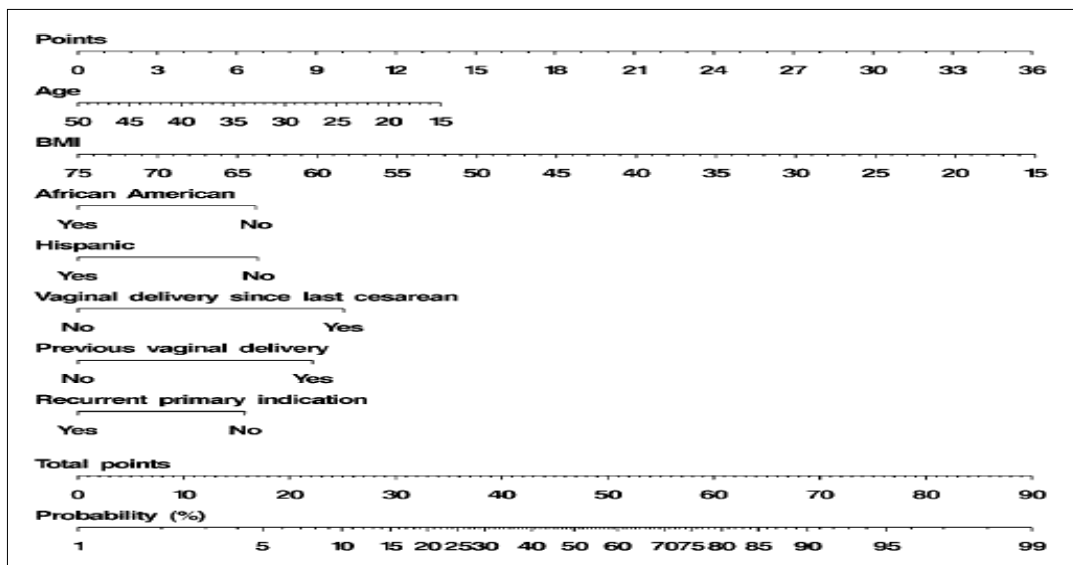 Points
0 3 6 9 12 15 18 21 24 27 30 33 36
Age
50 45 40 35 30 25 20 15
BMI
75 70 65 60 55 50 45 40 35 30 25 20 15
African American
Yes No
Hispanic
Yes No
Vaginal delivery since last cesarean
No Yes
Previous vaginal delivery
No Yes
Recurrent primary indication
Yes No
Total points
0 10 20 30 40 50 60 70 80 90
Probability (%)
1 5 10 15 20 25 30 40 50 60 70 75 80 85 90 95 99